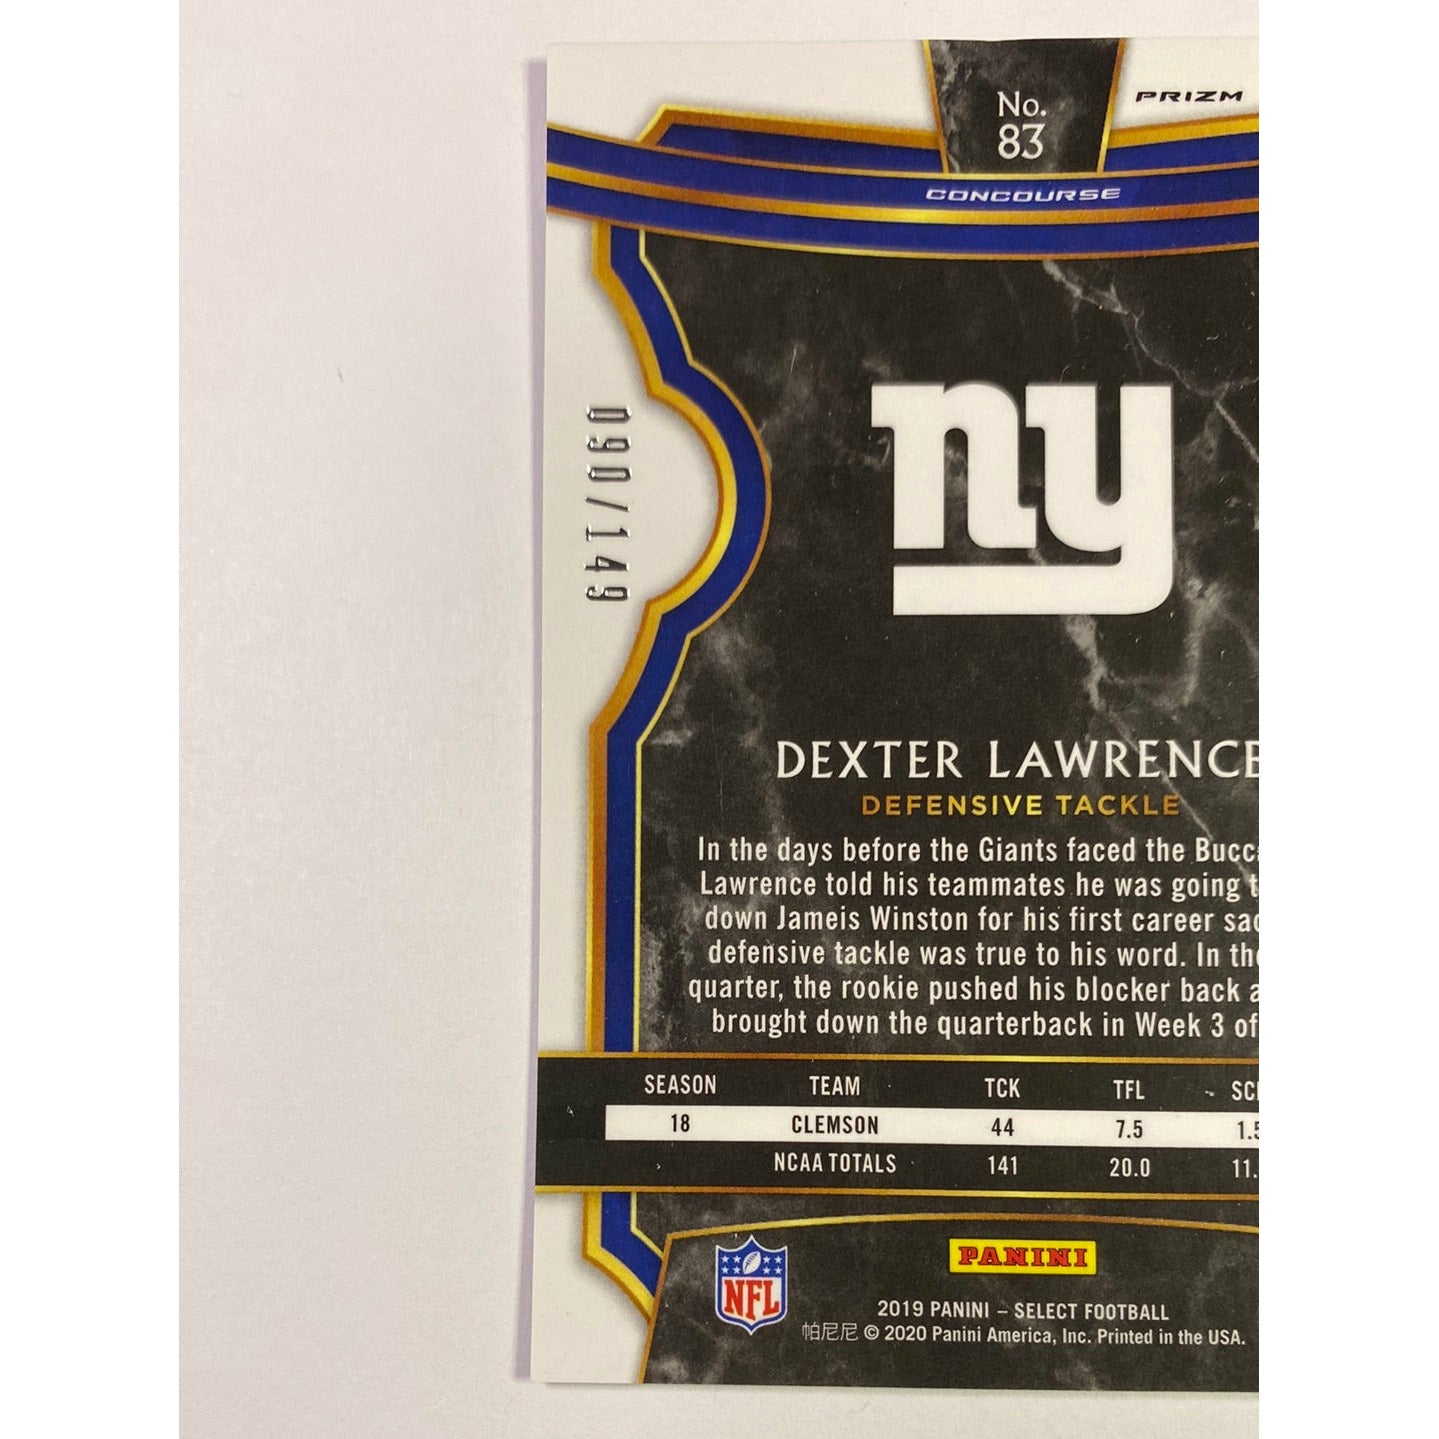 No.
83
PRIZM
CONCOURSE
090/149
ny
DEXTER LAWRENCE
DEFENSIVE TACKLE
In the days before the Giants faced the Bucc
Lawrence told his teammates he was going t
down Jameis Winston for his first career sac
defensive tackle was true to his word. In the
quarter, the rookie pushed his blocker back a
brought down the quarterback in Week 3 of
SEASON TEAM TCK TFL SC
18 CLEMSON 44 7.5 1.5
NCAA TOTALS 141 20.0 11.
PANINI
NFL
2019 PANINI – SELECT FOOTBALL
帕尼尼 © 2020 Panini America, Inc. Printed in the USA.